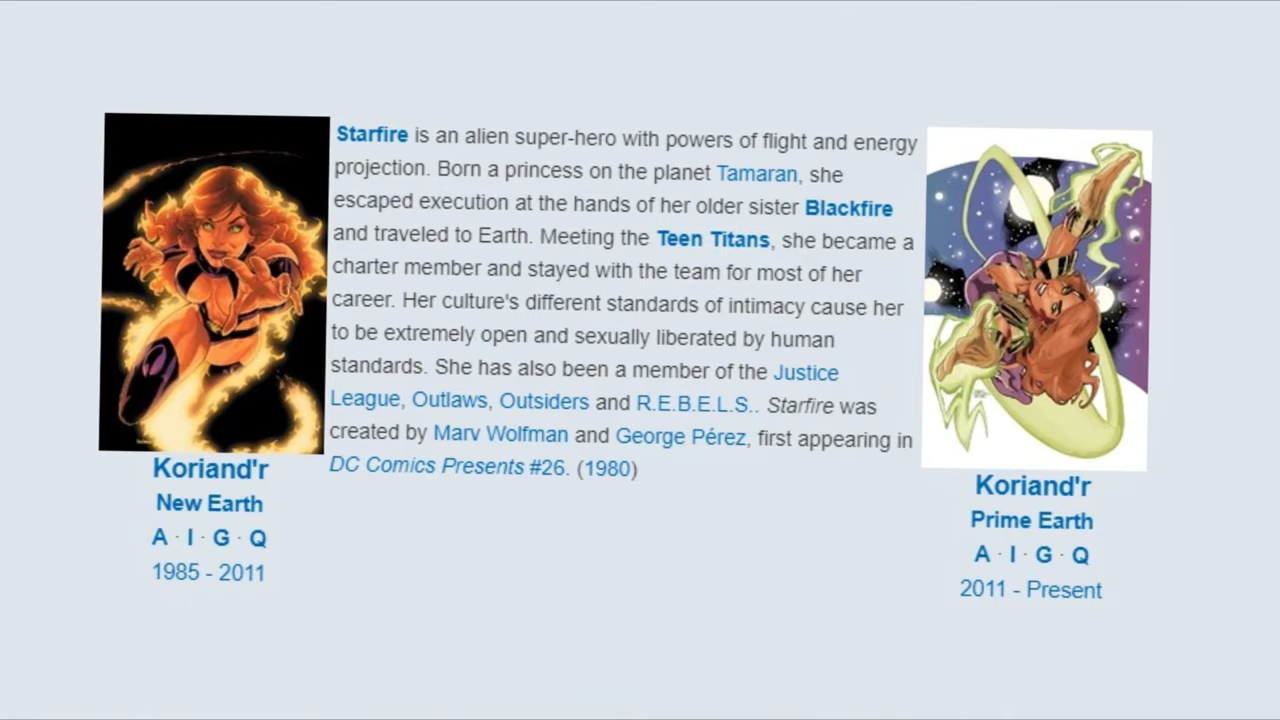 Starfire is an alien super-hero with powers of flight and energy
projection. Born a princess on the planet Tamaran, she
escaped execution at the hands of her older sister Blackfire
and traveled to Earth. Meeting the Teen Titans, she became a
charter member and stayed with the team for most of her
career. Her culture's different standards of intimacy cause her
to be extremely open and sexually liberated by human
standards. She has also been a member of the Justice
League, Outlaws, Outsiders and R.E.B.E.L.S.. Starfire was
created by Marv Wolfman and George Pérez, first appearing in
DC Comics Presents #26. (1980)
Koriand'r
New Earth
A · I · G · Q
1985 - 2011
Koriand'r
Prime Earth
A · I · G · Q
2011 - Present